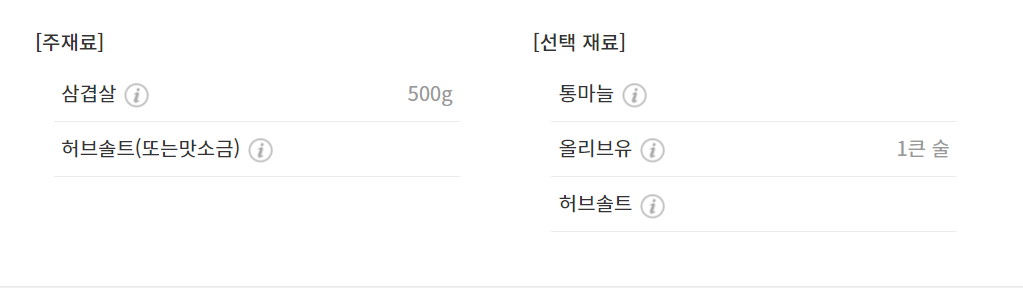 [주재료]
삼겹살 500g
허브솔트(또는맛소금)
[선택 재료]
통마늘
올리브유 1큰 술
허브솔트